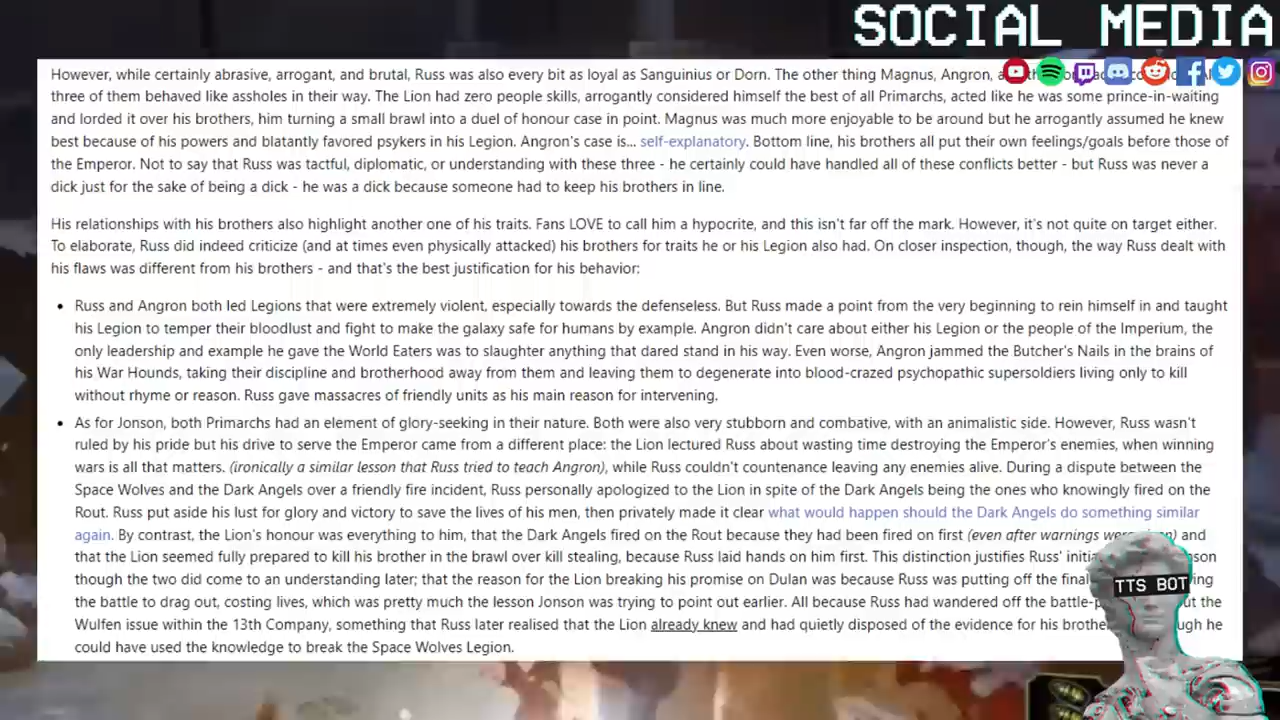 SOCIAL MEDIA
However, while certainly abrasive, arrogant, and brutal, Russ was also every bit as loyal as Sanguinius or Dorn. The other thing Magnus, Angron, a
three of them behaved like assholes in their way. The Lion had zero people skills, arrogantly considered himself the best of all Primarchs, acted like he was some prince-in-waiting
and lorded it over his brothers, him turning a small brawl into a duel of honour case in point. Magnus was much more enjoyable to be around but he arrogantly assumed he knew
best because of his powers and blatantly favored psykers in his Legion. Angron's case is... self-explanatory. Bottom line, his brothers all put their own feelings/goals before those of
the Emperor. Not to say that Russ was tactful, diplomatic, or understanding with these three - he certainly could have handled all of these conflicts better - but Russ was never a
dick just for the sake of being a dick - he was a dick because someone had to keep his brothers in line.
His relationships with his brothers also highlight another one of his traits. Fans LOVE to call him a hypocrite, and this isn't far off the mark. However, it's not quite on target either.
To elaborate, Russ did indeed criticize (and at times even physically attacked) his brothers for traits he or his Legion also had. On closer inspection, though, the way Russ dealt with
his flaws was different from his brothers - and that's the best justification for his behavior:
• Russ and Angron both led Legions that were extremely violent, especially towards the defenseless. But Russ made a point from the very beginning to rein himself in and taught
his Legion to temper their bloodlust and fight to make the galaxy safe for humans by example. Angron didn't care about either his Legion or the people of the Imperium, the
only leadership and example he gave the World Eaters was to slaughter anything that dared stand in his way. Even worse, Angron jammed the Butcher's Nails in the brains of
his War Hounds, taking their discipline and brotherhood away from them and leaving them to degenerate into blood-crazed psychopathic supersoldiers living only to kill
without rhyme or reason. Russ gave massacres of friendly units as his main reason for intervening.
• As for Jonson, both Primarchs had an element of glory-seeking in their nature. Both were also very stubborn and combative, with an animalistic side. However, Russ wasn't
ruled by his pride but his drive to serve the Emperor came from a different place: the Lion lectured Russ about wasting time destroying the Emperor's enemies, when winning
wars is all that matters. (ironically a similar lesson that Russ tried to teach Angron), while Russ couldn't countenance leaving any enemies alive. During a dispute between the
Space Wolves and the Dark Angels over a friendly fire incident, Russ personally apologized to the Lion in spite of the Dark Angels being the ones who knowingly fired on the
Rout. Russ put aside his lust for glory and victory to save the lives of his men, then privately made it clear what would happen should the Dark Angels do something similar
again. By contrast, the Lion's honour was everything to him, that the Dark Angels fired on the Rout because they had been fired on first (even after warnings and
that the Lion seemed fully prepared to kill his brother in the brawl over kill stealing, because Russ laid hands on him first. This distinction justifies Russ'
though the two did come to an understanding later; that the reason for the Lion breaking his promise on Dulan was because Russ was putting off the final
the battle to drag out, costing lives, which was pretty much the lesson Jonson was trying to point out earlier. All because Russ had wandered off the the
Wulfen issue within the 13th Company, something that Russ later realised that the Lion already knew and had quietly disposed of the evidence for his he
could have used the knowledge to break the Space Wolves Legion.
TTS BOT